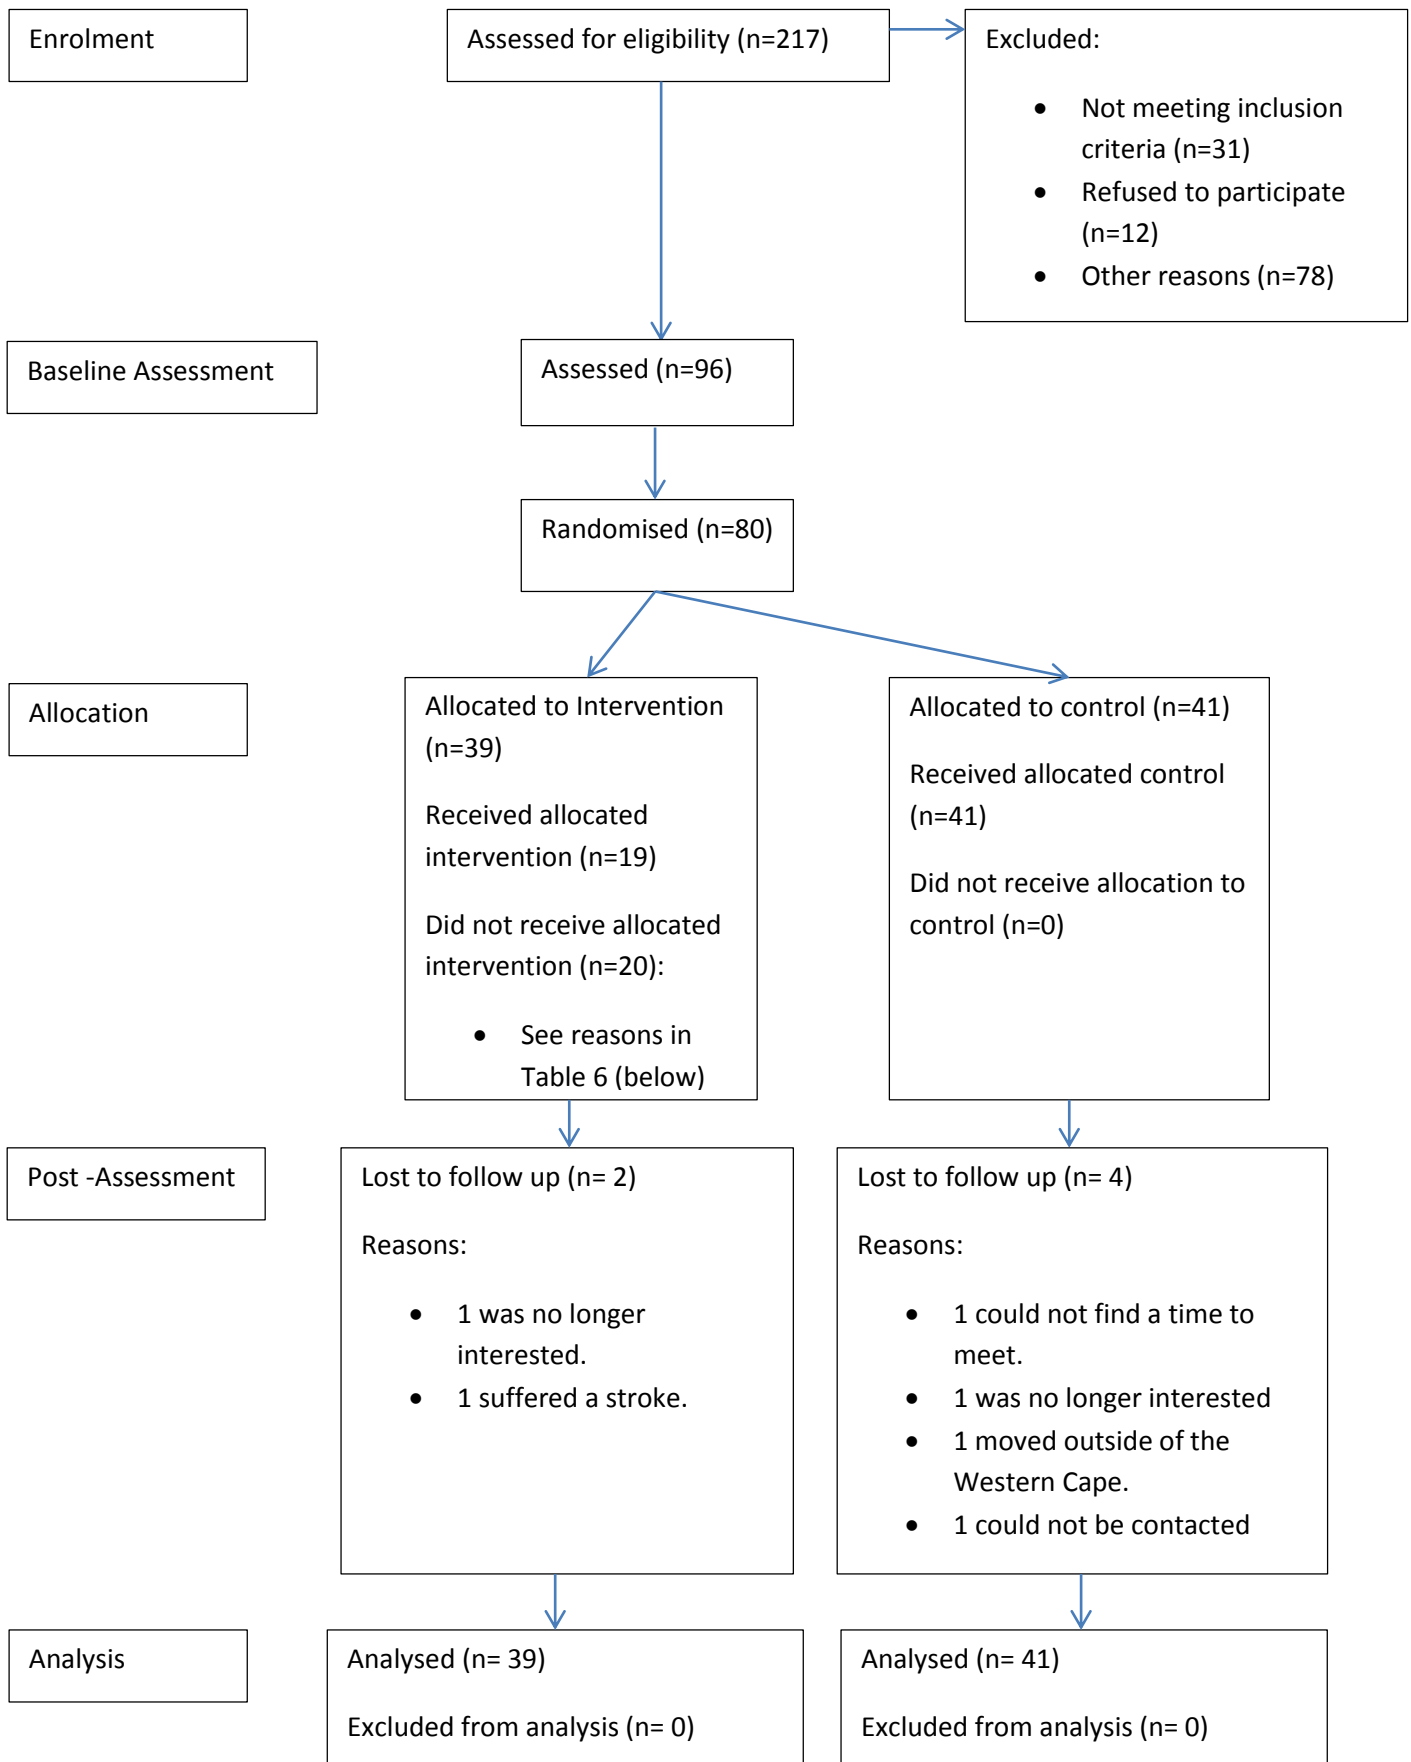 Enrolment
Assessed for eligibility (n=217)
Excluded:
• Not meeting inclusion
criteria (n=31)
• Refused to participate
(n=12)
• Other reasons (n=78)
Baseline Assessment
Assessed (n=96)
Randomised (n=80)
Allocation
Allocated to Intervention
(n=39)
Received allocated
intervention (n=19)
Did not receive allocated
intervention (n=20):
• See reasons in
Table 6 (below)
Allocated to control (n=41)
Received allocated control
(n=41)
Did not receive allocation to
control (n=0)
Post -Assessment
Lost to follow up (n= 2)
Reasons:
• 1 was no longer
interested.
• 1 suffered a stroke.
Lost to follow up (n= 4)
Reasons:
• 1 could not find a time to
meet.
• 1 was no longer interested
• 1 moved outside of the
Western Cape.
• 1 could not be contacted
Analysis
Analysed (n= 39)
Excluded from analysis (n= 0)
Analysed (n= 41)
Excluded from analysis (n= 0)